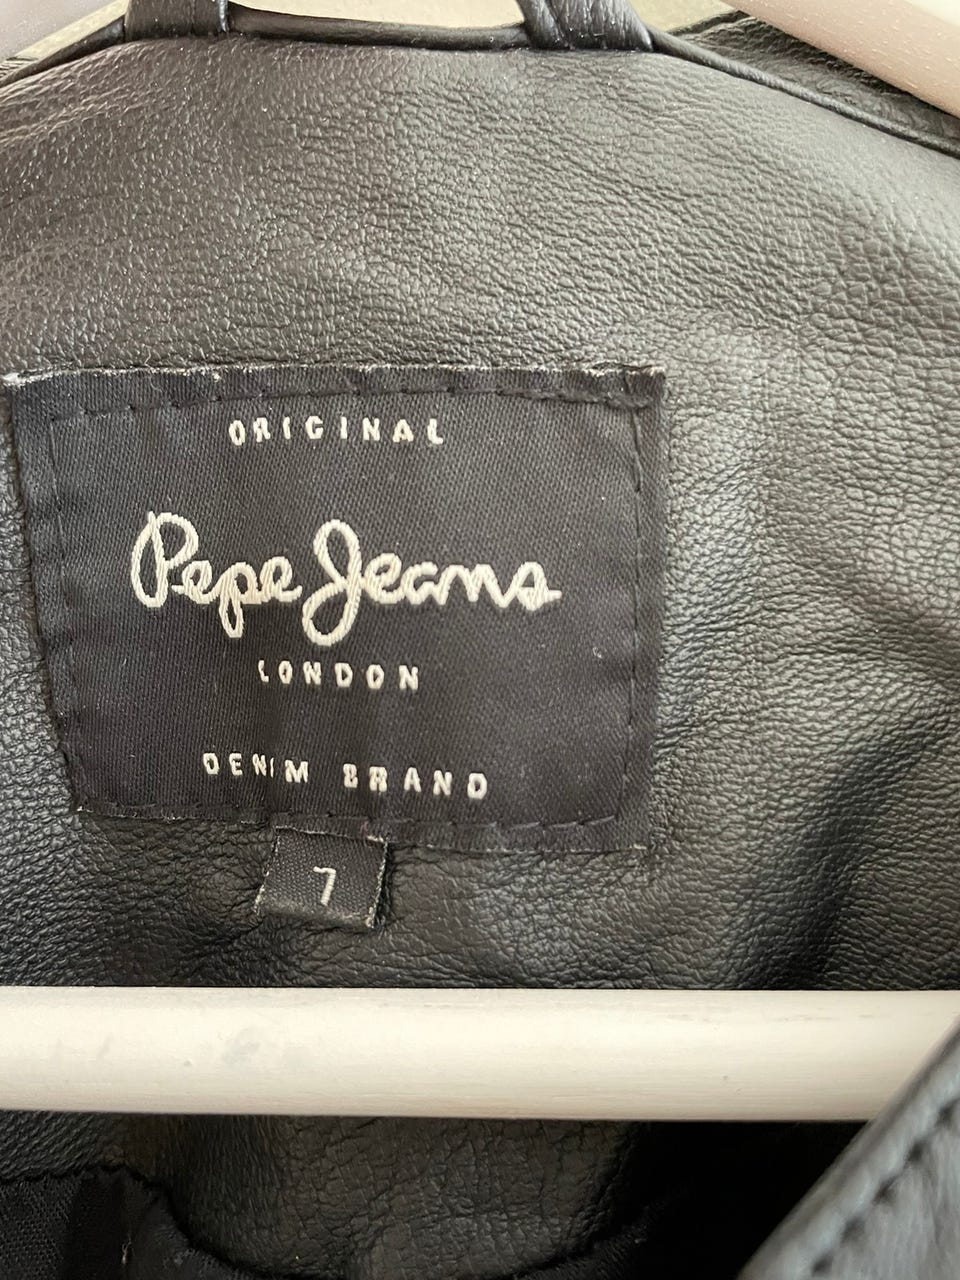 ORIGINAL
Pepe Jeans
LONDON
DENIM BRAND
7